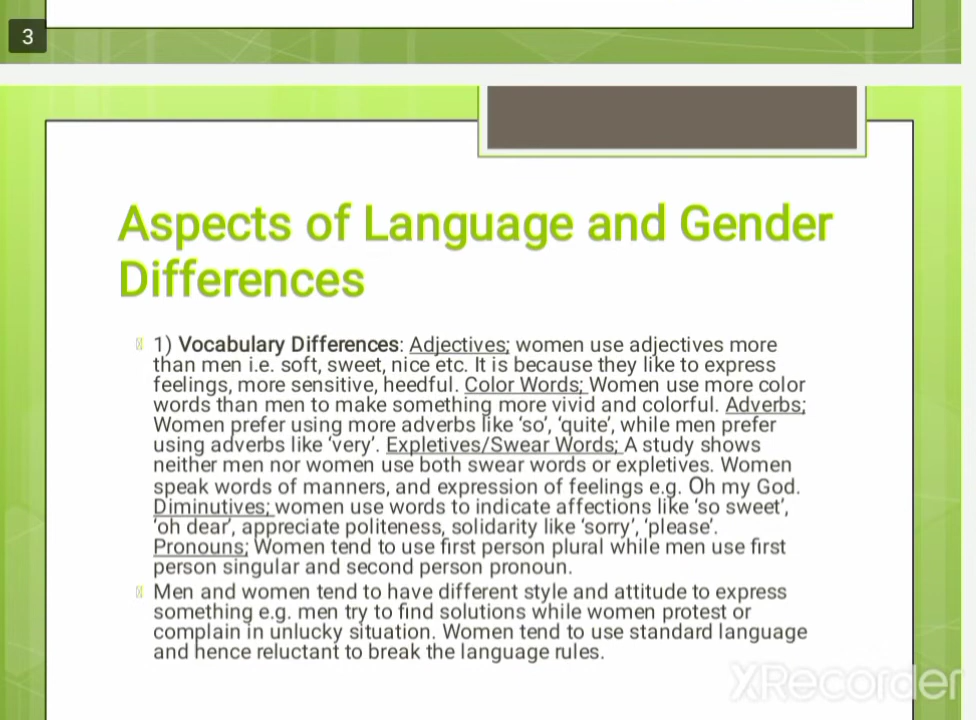 3
Aspects of Language and Gender
Differences
1) Vocabulary Differences: Adjectives; women use adjectives more
than men i.e. soft, sweet, nice etc. It is because they like to express
feelings, more sensitive, heedful. Color Words; Women use more color
words than men to make something more vivid and colorful. Adverbs;
Women prefer using more adverbs like ‘so’, ‘quite’, while men prefer
using adverbs like ‘very’. Expletives/Swear Words; A study shows
neither men nor women use both swear words or expletives. Women
speak words of manners, and expression of feelings e.g. Oh my God.
Diminutives; women use words to indicate affections like ‘so sweet’,
‘oh dear’, appreciate politeness, solidarity like ‘sorry’, ‘please’.
Pronouns; Women tend to use first person plural while men use first
person singular and second person pronoun.
Men and women tend to have different style and attitude to express
something e.g. men try to find solutions while women protest or
complain in unlucky situation. Women tend to use standard language
and hence reluctant to break the language rules.
XRecorder